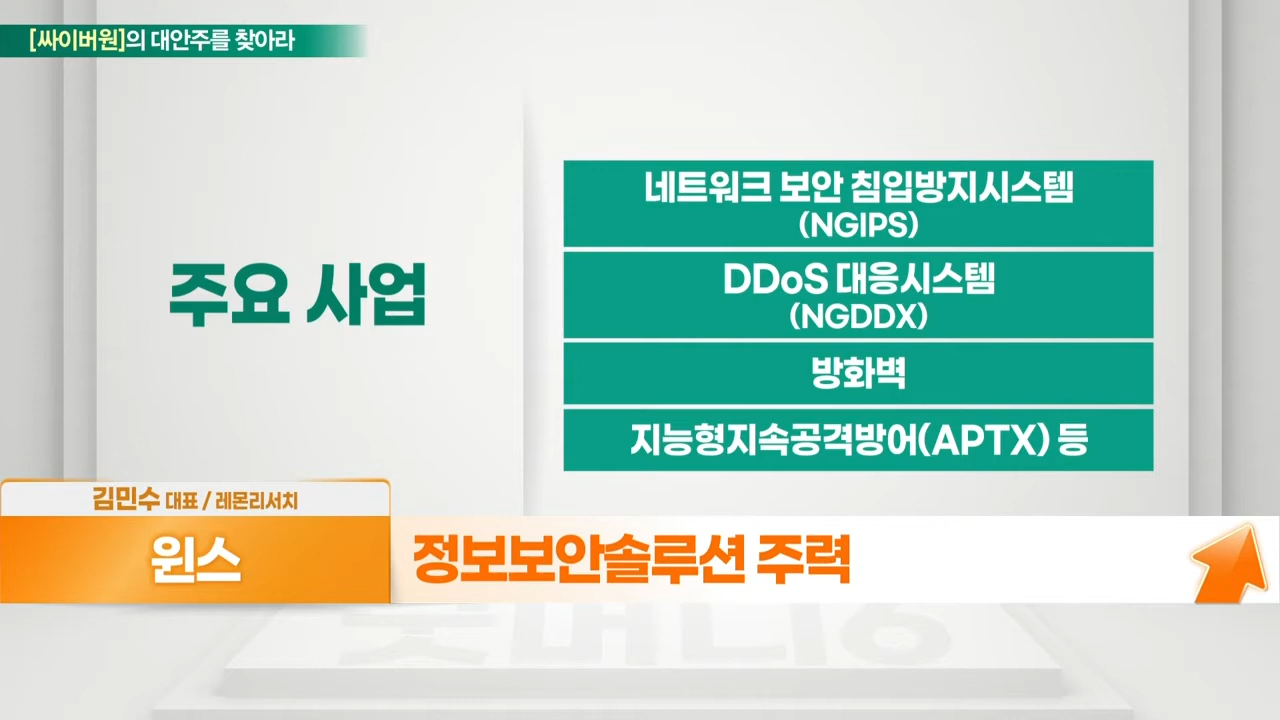 [싸이버원]의 대안주를 찾아라
주요 사업
네트워크 보안 침입방지시스템
(NGIPS)
DDoS 대응시스템
(NGDDX)
방화벽
지능형지속공격방어(APTX) 등
김민수 대표 / 레몬리서치
윈스
정보보안솔루션 주력